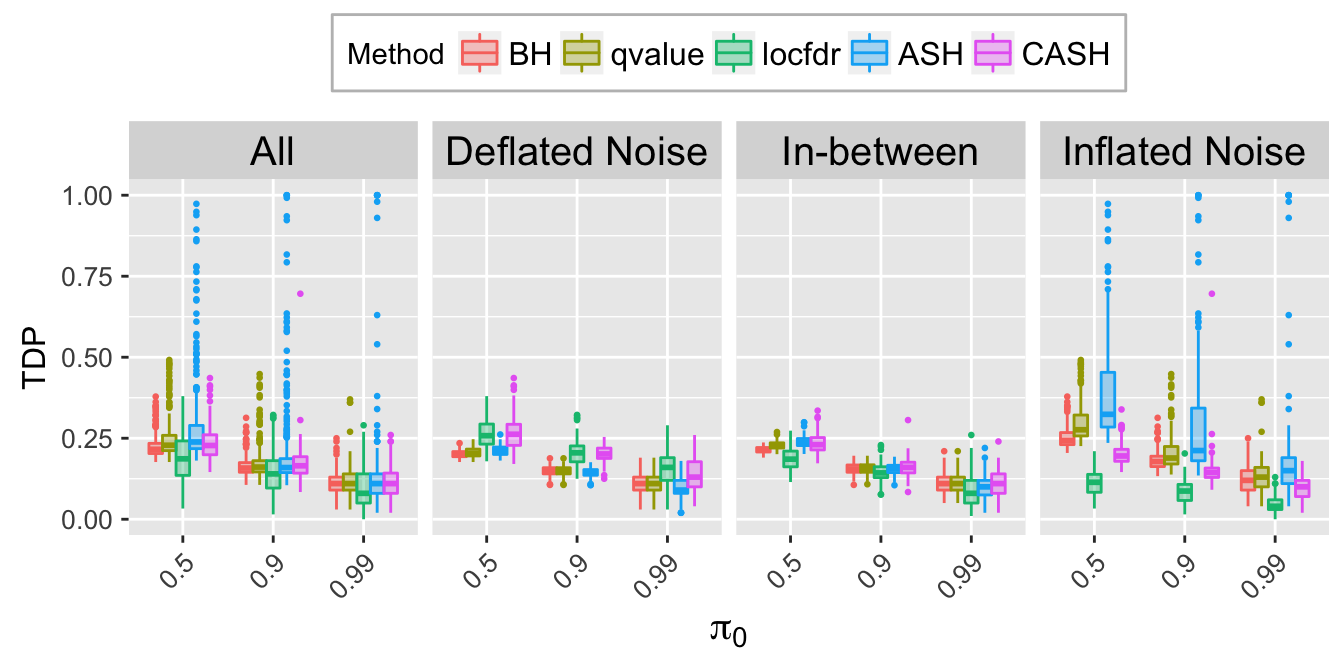 Method BH qvalue locfdr ASH CASH
All Deflated Noise In-between Inflated Noise
1.00
0.75
0.50
0.25
0.00
TDP
0.5 0.9 0.99 0.5 0.9 0.99 0.5 0.9 0.99 0.5 0.9 0.99
π0